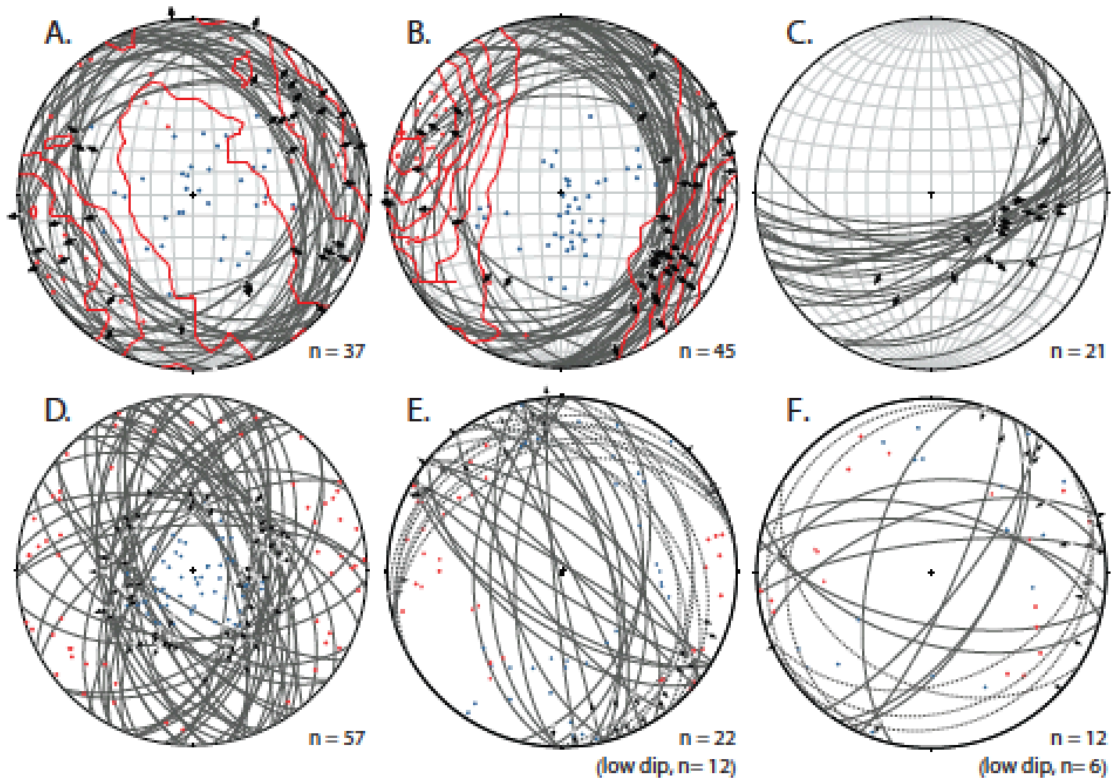 A.
B.
C.
n = 37
n = 45
n = 21
D.
E.
F.
n = 57
n = 22
(low dip, n= 12)
n = 12
(low dip, n= 6)